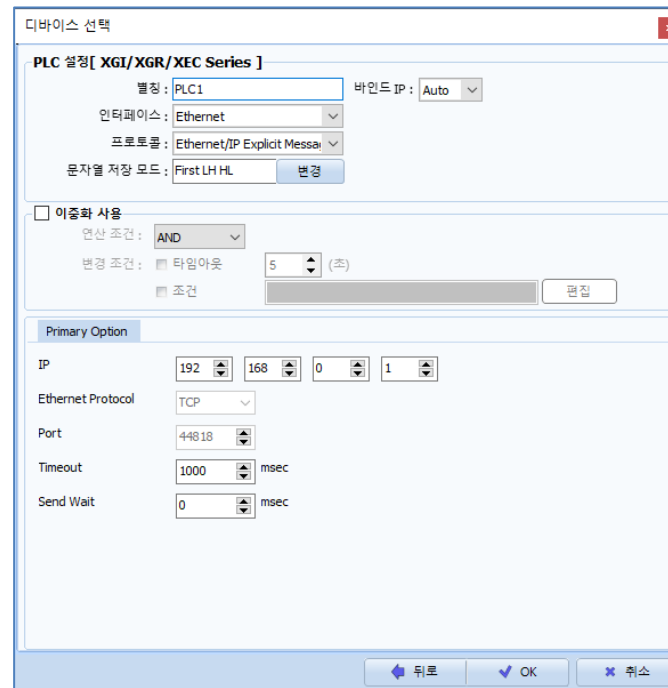 디바이스 선택
PLC 설정[ XGI/XGR/XEC Series ]
별칭 : PLC1 바인드 IP : Auto
인터페이스 : Ethernet
프로토콜 : Ethernet/IP Explicit Messa
문자열 저장 모드 : First LH HL 변경
이중화 사용
연산 조건 : AND
변경 조건 : 타임아웃 5 (초)
조건 편집
Primary Option
IP 192 168 0 1
Ethernet Protocol TCP
Port 44818
Timeout 1000 msec
Send Wait 0 msec
뒤로 OK 취소